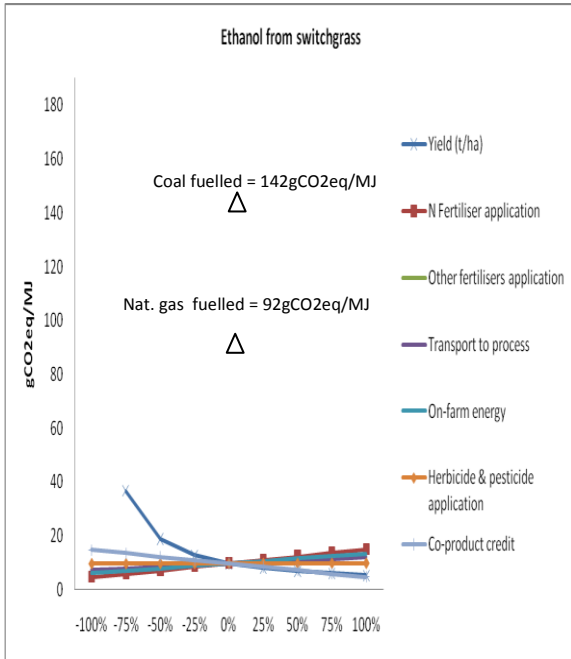 Ethanol from switchgrass
180
160
140
120
100
80
60
40
20
0
gCO2eq/MJ
Coal fuelled = 142gCO2eq/MJ
Nat. gas fuelled = 92gCO2eq/MJ
-100% -75% -50% -25% 0% 25% 50% 75% 100%
Yield (t/ha)
N Fertiliser application
Other fertilisers application
Transport to process
On-farm energy
Herbicide & pesticide
application
Co-product credit